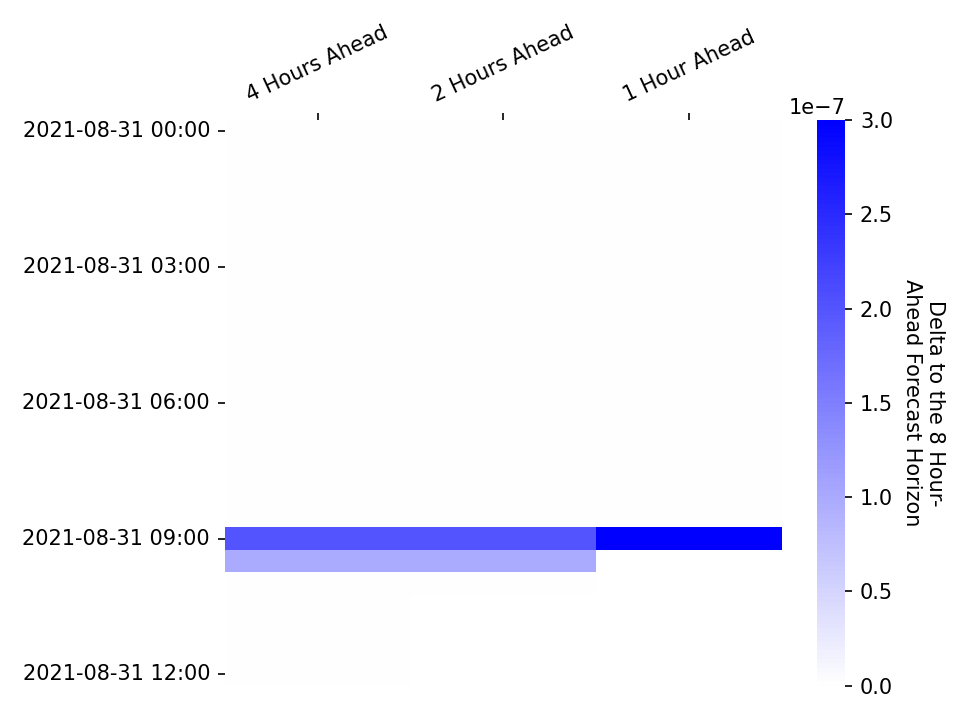 4 Hours Ahead
2 Hours Ahead
1 Hour Ahead
1e−7
2021-08-31 00:00
2021-08-31 03:00
2021-08-31 06:00
2021-08-31 09:00
2021-08-31 12:00
3.0
2.5
2.0
1.5
1.0
0.5
0.0
Delta to the 8 Hour-
Ahead Forecast Horizon